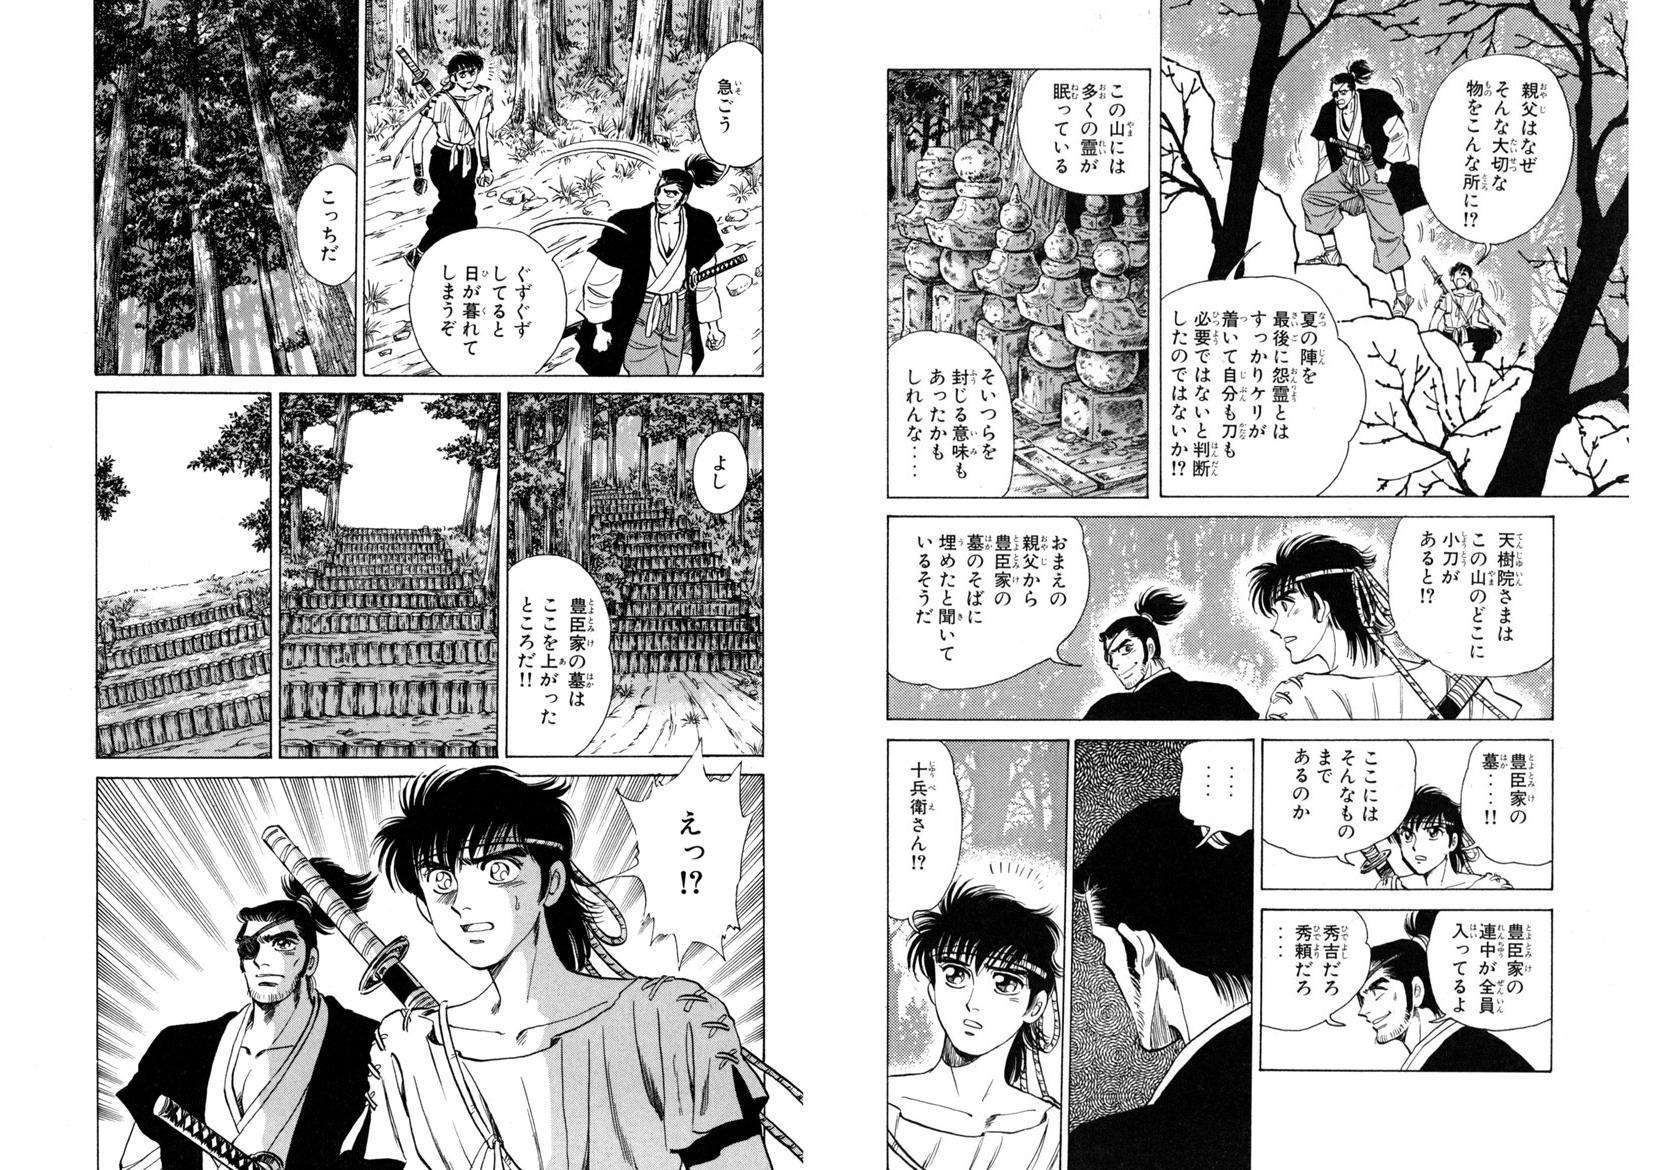 親父はなぜ
そんな大切な
物をこんな所に!?
夏の陣を
最後に怨霊とは
すっかりケリが
着いて自分も刀も
必要ではないと判断
したのではないか!?
この山には
多くの霊が
眠っている
そいつらを
封じる意味も
あったかも
しれんな‥‥
天樹院さまは
この山のどこに
小刀が
あると!?
おまえの
親父から
豊臣家の
墓のそばに
埋めたと聞いて
いるそうだ
豊臣家の
墓‥‥!!
ここには
そんなもの
まで
あるのか
豊臣家の
連中が全員
入ってるよ
秀吉だろ
秀頼だろ
‥‥
‥‥
‥‥
十兵衛さん!?
急ごう
ぐずぐず
してると
日が暮れて
しまうぞ
こっちだ
よし
豊臣家の墓は
ここを上がった
ところだ!!
えっ!?